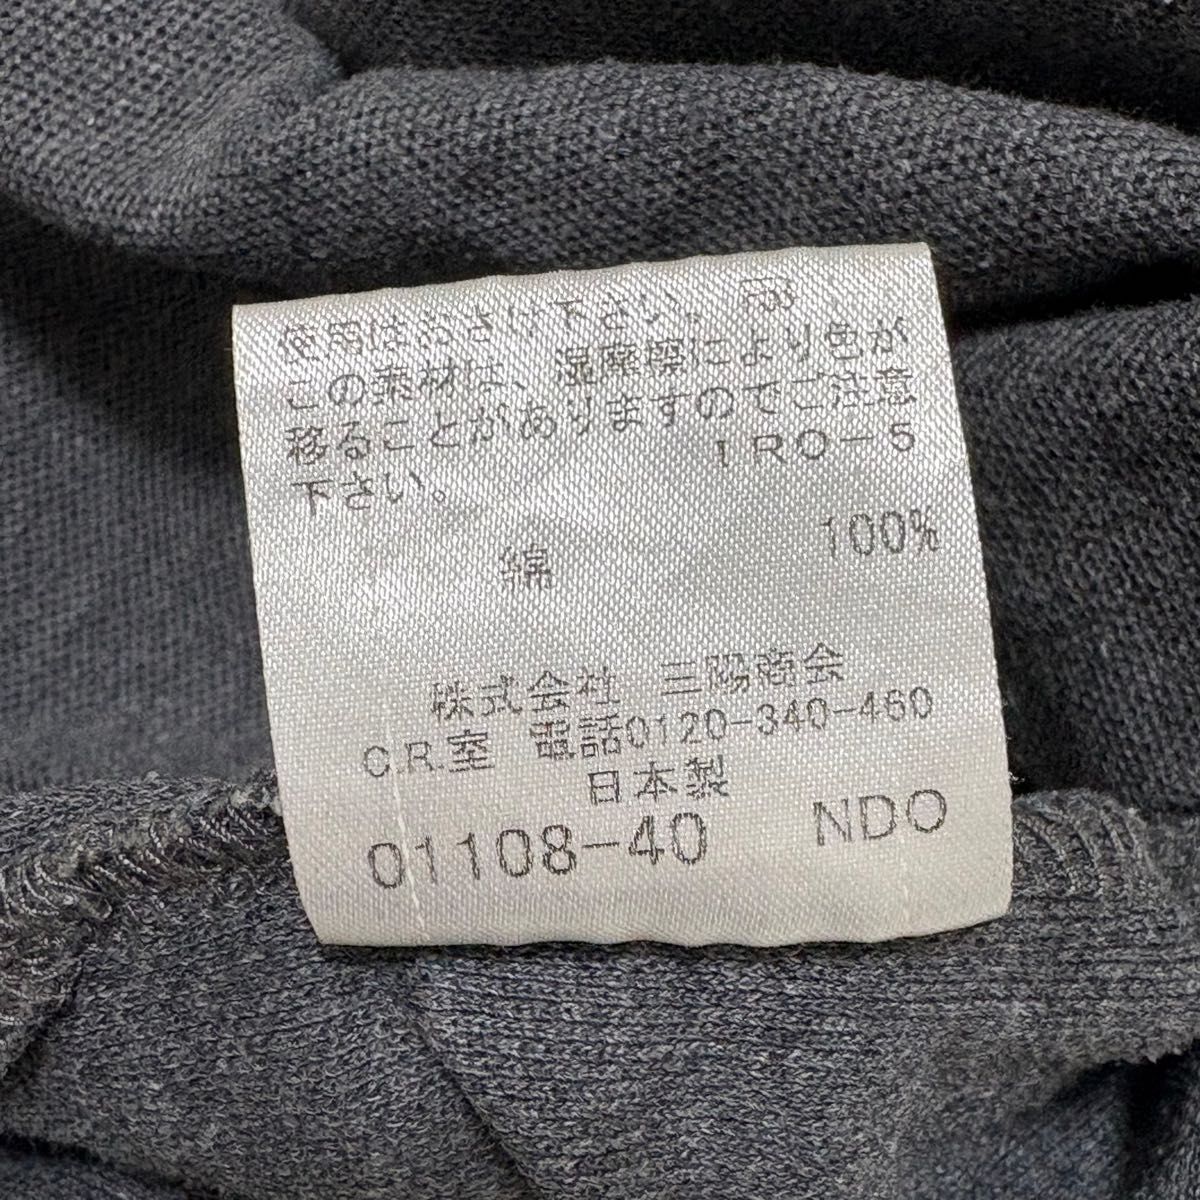 使用はおさけ下さい。
この素材は、湿摩擦により色が
移ることがありますのでご注意
下さい。 IRO-5
綿 100%
株式会社 三陽商会
C.R.室 電話0120-340-460
日本製
01108-40 NDO